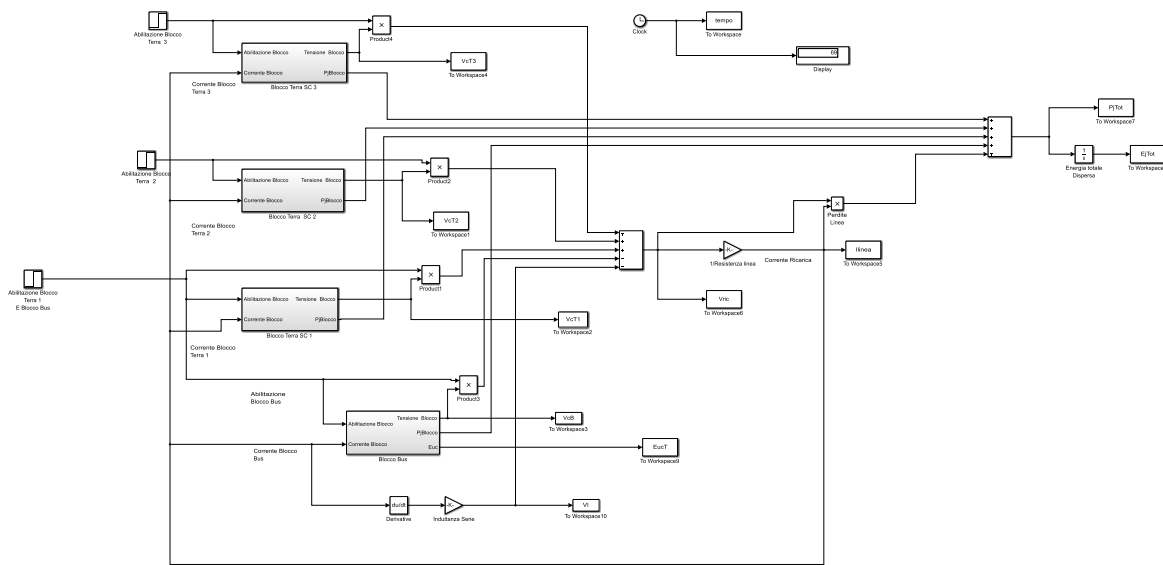 Abilitazione Blocco
Terra 3
×
Product4
Clock
tempo
To Workspace
69
Display
Abilitazione Blocco
Tensione Blocco
Corrente Blocco
PjBlocco
Blocco Terra SC 3
Corrente Blocco
Terra 3
VcT3
To Workspace4
PjTot
To Workspace7
1
s
Energia totale
Dispersa
EjTot
To Workspace
Abilitazione Blocco
Terra 2
×
Product2
Abilitazione Blocco
Tensione Blocco
Corrente Blocco
PjBlocco
Blocco Terra SC 2
Corrente Blocco
Terra 2
VcT2
To Workspace1
×
Perdite
Linea
-K-
1/Resistenza linea
Corrente Ricarica
Ilinea
To Workspace5
Vric
To Workspace6
Abilitazione Blocco
Terra 1
E Blocco Bus
×
Product1
Abilitazione Blocco
Tensione Blocco
Corrente Blocco
PjBlocco
Blocco Terra SC 1
Corrente Blocco
Terra 1
VcT1
To Workspace2
×
Product3
Abilitazione
Blocco Bus
Abilitazione Blocco
Tensione Blocco
PjBlocco
Corrente Blocco
Euc
Blocco Bus
Corrente Blocco
Bus
VcB
To Workspace3
EucT
To Workspace9
du/dt
Derivative
-K-
Induttanza Serie
Vl
To Workspace10